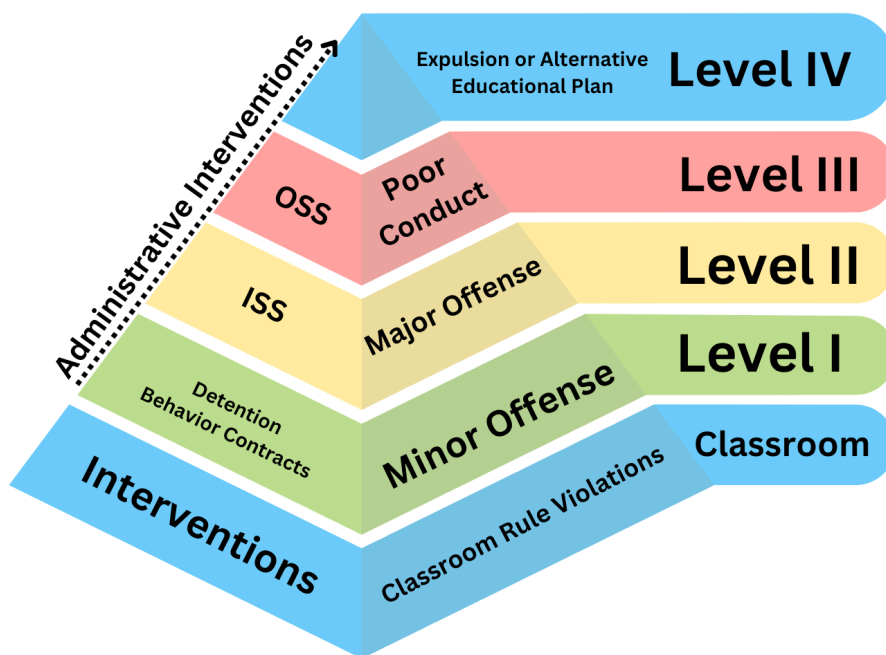 Administrative Interventions
Expulsion or Alternative
Educational Plan
Level IV
OSS
Poor
Conduct
Level III
ISS
Major Offense
Level II
Detention
Behavior Contracts
Minor Offense
Level I
Interventions
Classroom Rule Violations
Classroom